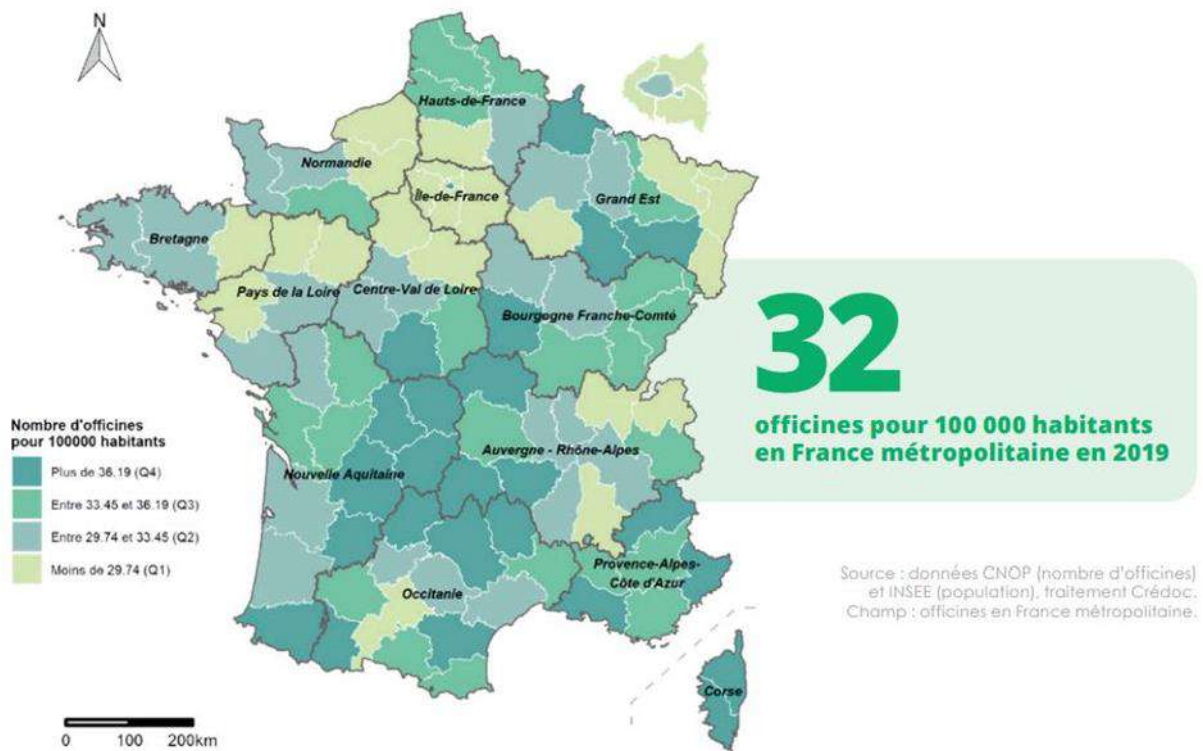 N
Hauts-de-France
Normandie
Île-de-France
Grand Est
Bretagne
Pays de la Loire
Centre-Val de Loire
Bourgogne Franche-Comté
Auvergne - Rhône-Alpes
Nouvelle Aquitaine
Provence-Alpes-
Côte d'Azur
Occitanie
Corse
Nombre d'officines
pour 100000 habitants
Plus de 36.19 (Q4)
Entre 33.45 et 36.19 (Q3)
Entre 29.74 et 33.45 (Q2)
Moins de 29.74 (Q1)
0 100 200km
32
officines pour 100 000 habitants
en France métropolitaine en 2019
Source : données CNOP (nombre d'officines)
et INSEE (population), traitement Crédoc.
Champ : officines en France métropolitaine.